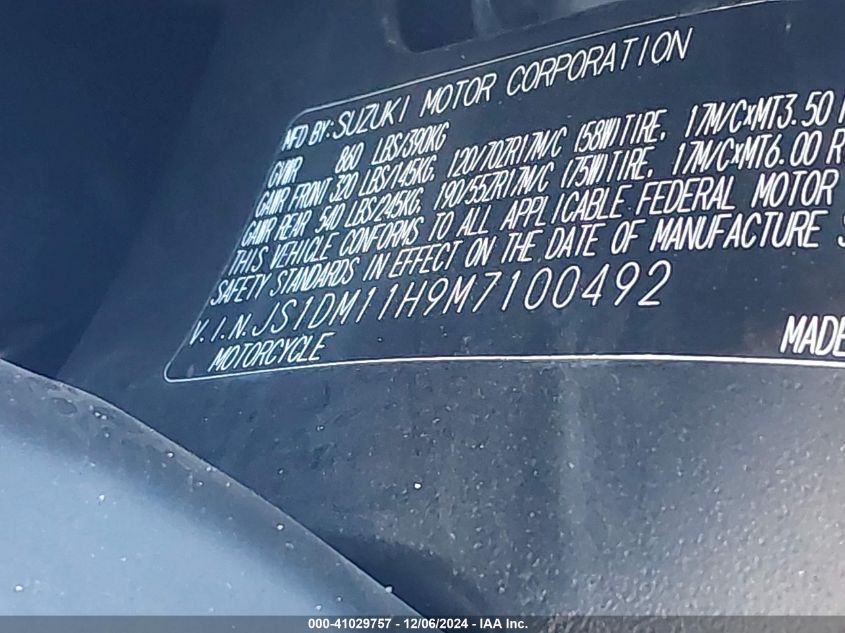 MFD BY:SUZUKI MOTOR CORPORATION
GVWR 860 LBS/390KG
GAWR FRONT 320 LBS/145KG, 120/70ZR17M/C (58W)TIRE, 17M/CxMT3.50
GAWR REAR 540 LBS/245KG, 190/55ZR17M/C (75W)TIRE, 17M/CxMT6.00
THIS VEHICLE CONFORMS TO ALL APPLICABLE FEDERAL MOTOR
SAFETY STANDARDS IN EFFECT ON THE DATE OF MANUFACTURE
V.I.N.JS1DM11H9M7100492
MOTORCYCLE MADE
000-41029757 - 12/06/2024 - IAA Inc.